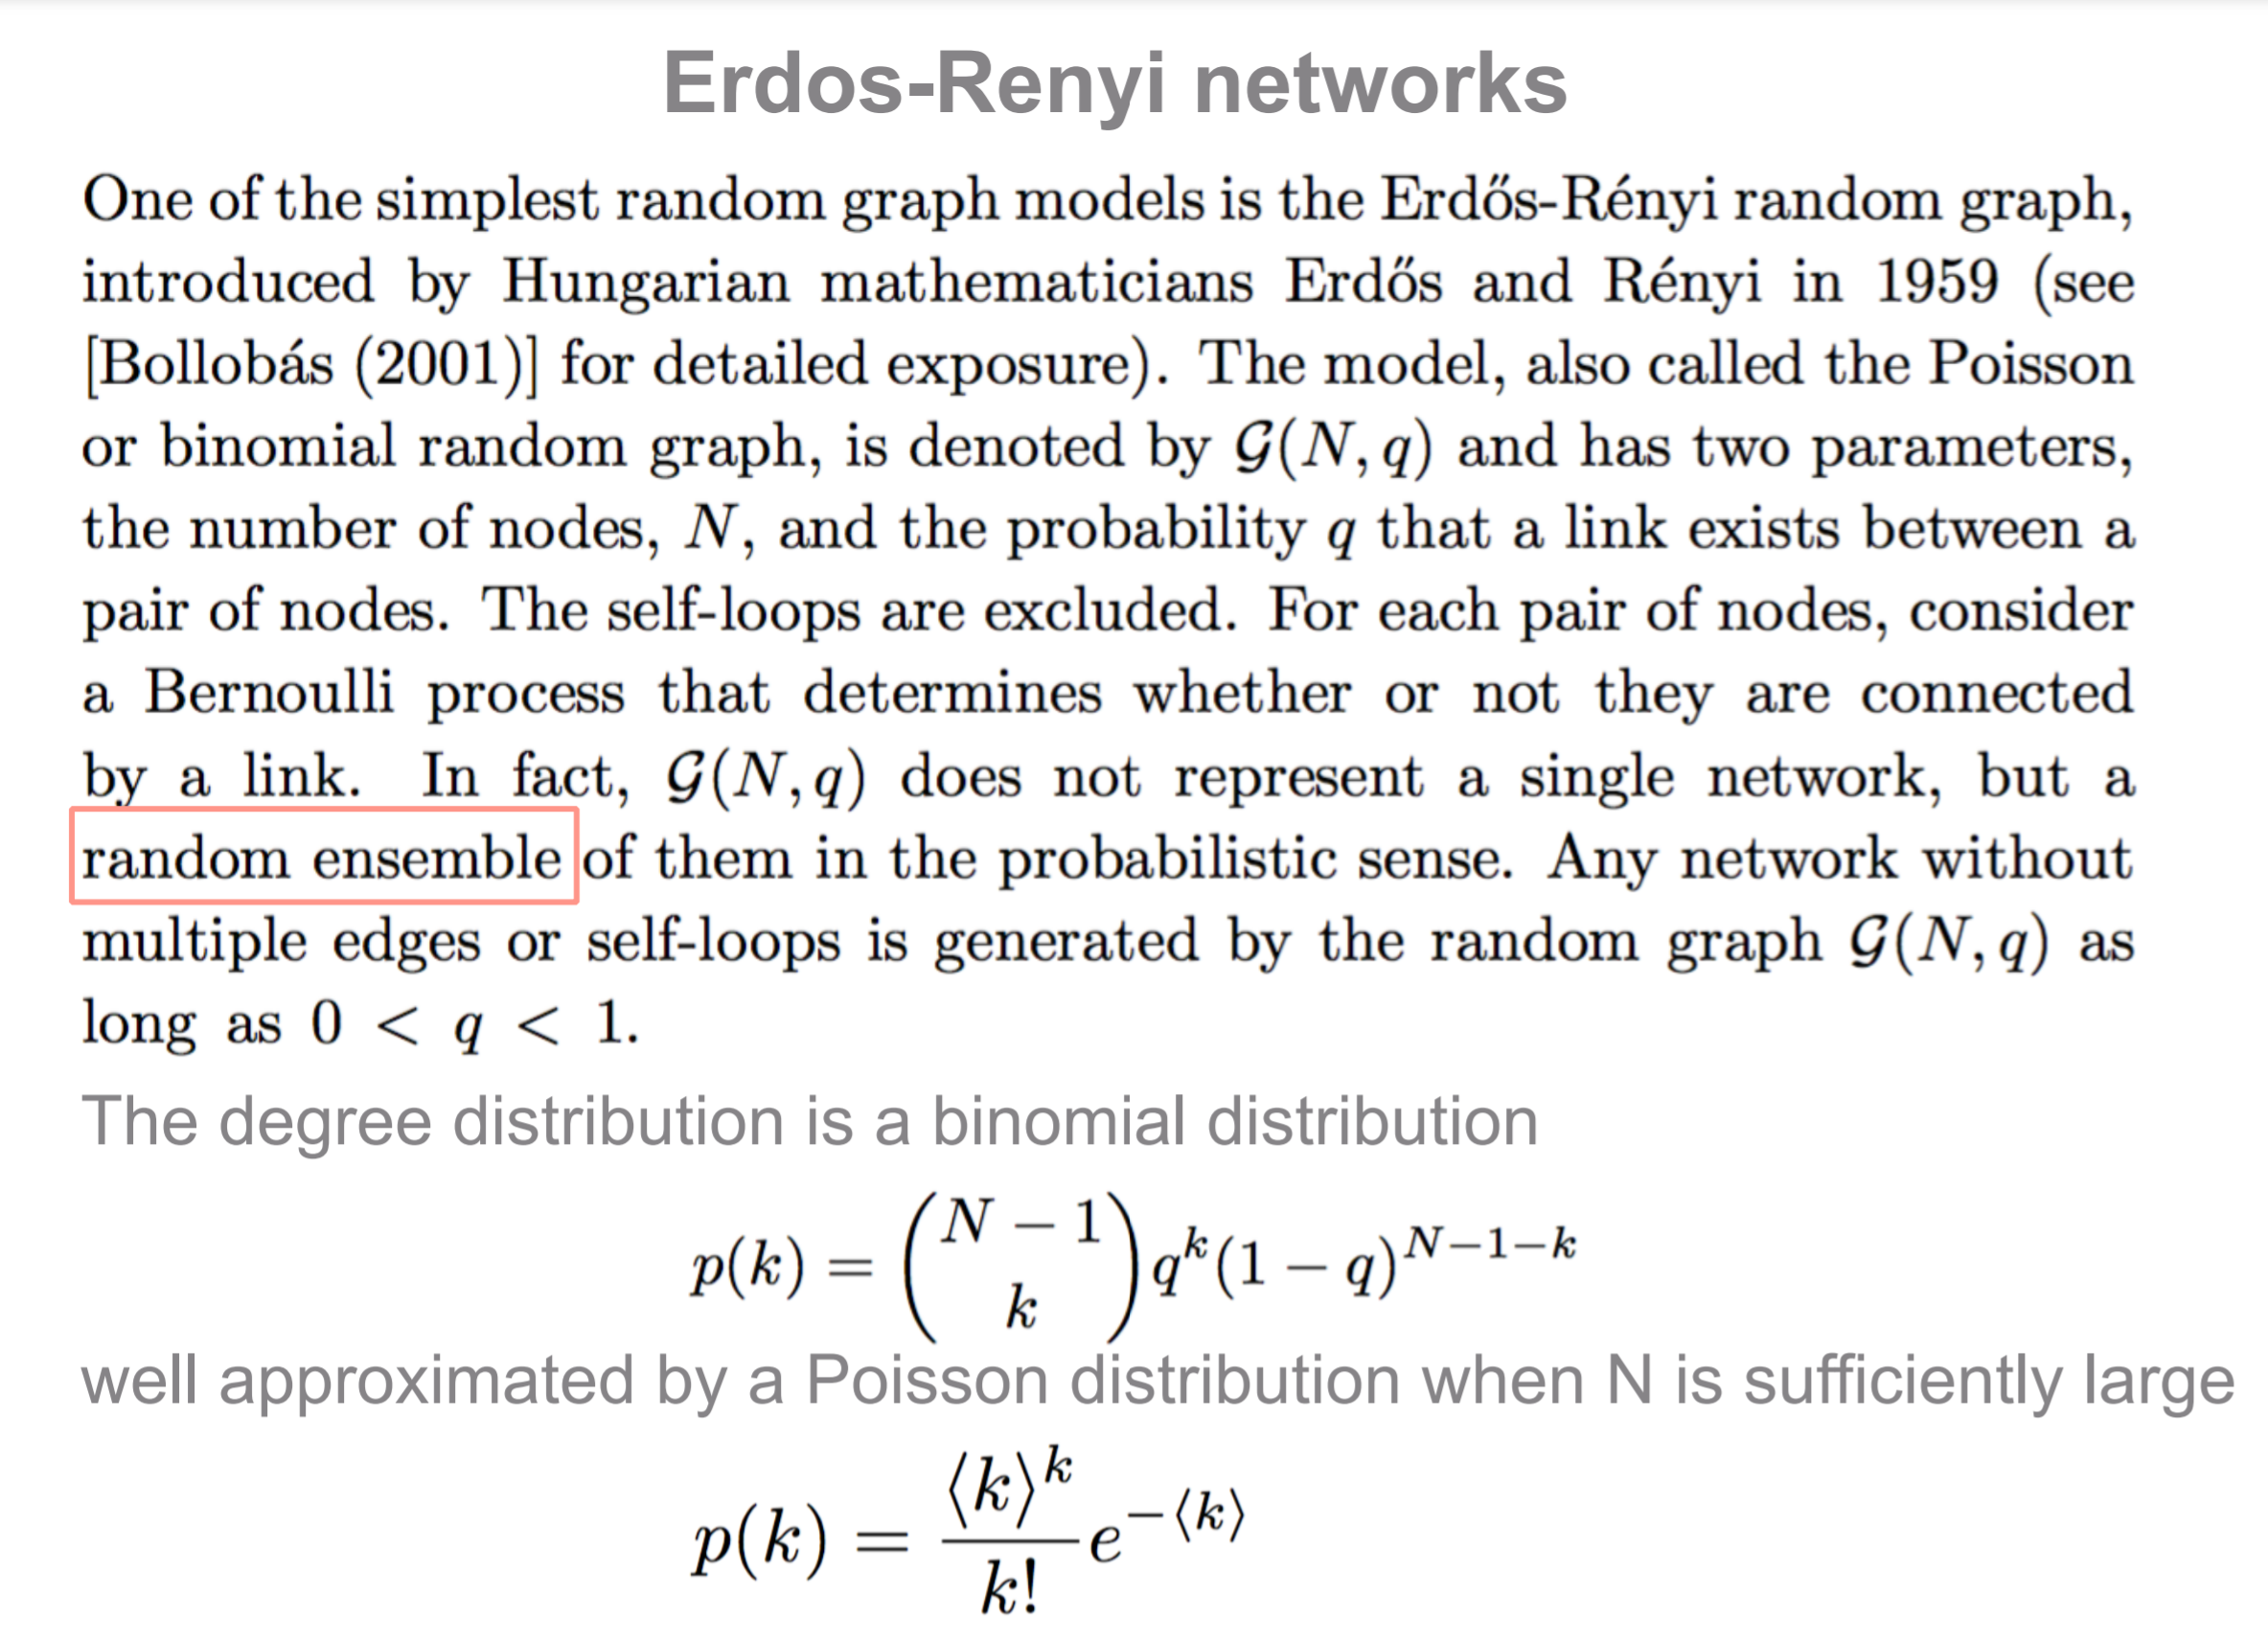 Erdos-Renyi networks
One of the simplest random graph models is the Erdős-Rényi random graph,
introduced by Hungarian mathematicians Erdős and Rényi in 1959 (see
[Bollobás (2001)] for detailed exposure). The model, also called the Poisson
or binomial random graph, is denoted by 𝒢(N, q) and has two parameters,
the number of nodes, N, and the probability q that a link exists between a
pair of nodes. The self-loops are excluded. For each pair of nodes, consider
a Bernoulli process that determines whether or not they are connected
by a link. In fact, 𝒢(N, q) does not represent a single network, but a
random ensemble of them in the probabilistic sense. Any network without
multiple edges or self-loops is generated by the random graph 𝒢(N, q) as
long as 0 < q < 1.
The degree distribution is a binomial distribution
p(k) = \binom{N − 1}{k} q^k (1 − q)^{N−1−k}
well approximated by a Poisson distribution when N is sufficiently large
p(k) = \frac{⟨k⟩^k}{k!} e^{−⟨k⟩}